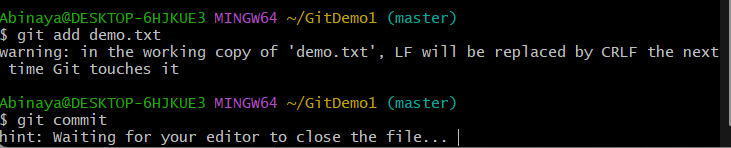 Abinaya@DESKTOP-6HJKUE3 MINGW64 ~/GitDemo1 (master)
$ git add demo.txt
warning: in the working copy of 'demo.txt', LF will be replaced by CRLF the next
 time Git touches it
Abinaya@DESKTOP-6HJKUE3 MINGW64 ~/GitDemo1 (master)
$ git commit
hint: Waiting for your editor to close the file...